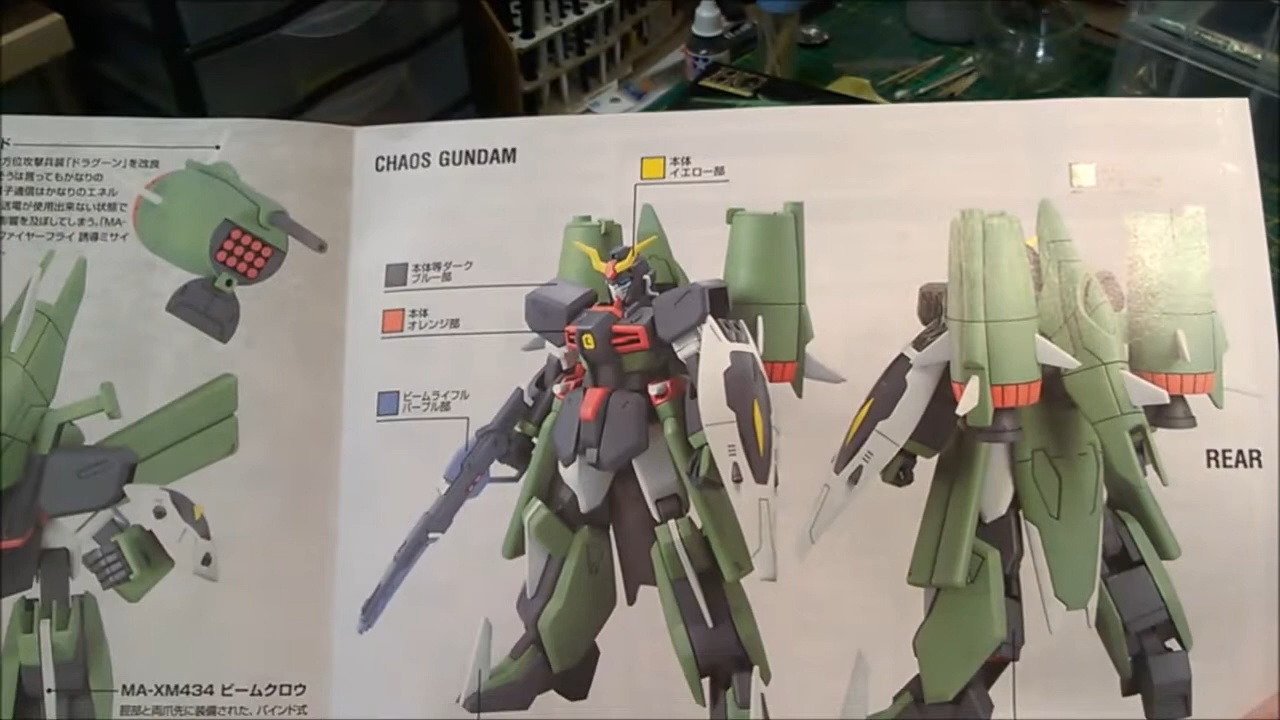 ド
方位攻撃兵装「ドラグーン」を改良
そうは言ってもかなりの
子通信はかなりのエネル
送電が使用出来ない状態で
影響を及ぼしてしまう。「MA-
ファイヤーフライ 誘導ミサイ
CHAOS GUNDAM
本体
イエロー部
本体等ダーク
ブルー部
本体
オレンジ部
ビームライフル
パープル部
REAR
MA-XM434 ビームクロウ
脛部と両爪先に装備された。バインド式